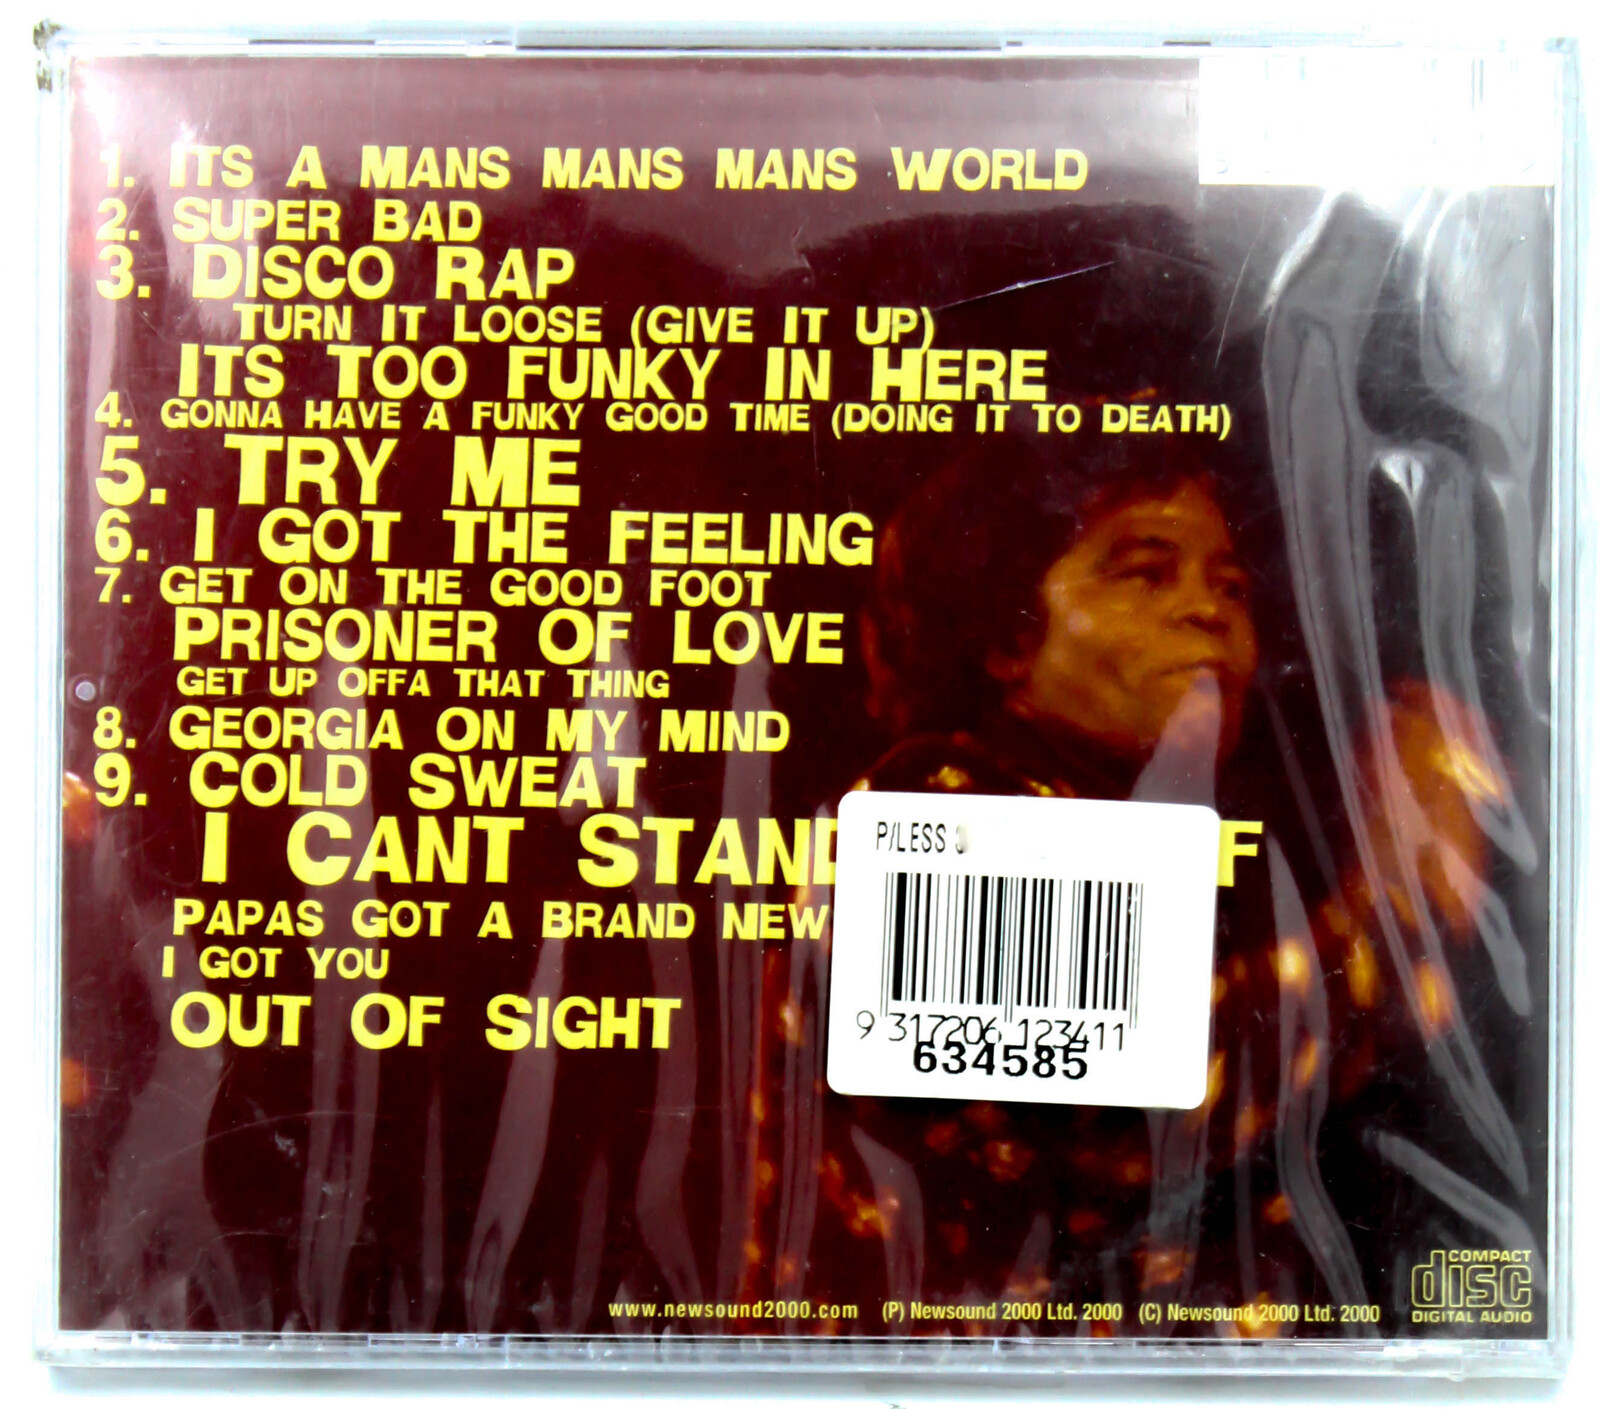 1. ITS A MANS MANS MANS WORLD
2. SUPER BAD
3. DISCO RAP
TURN IT LOOSE (GIVE IT UP)
ITS TOO FUNKY IN HERE
4. GONNA HAVE A FUNKY GOOD TIME (DOING IT TO DEATH)
5. TRY ME
6. I GOT THE FEELING
7. GET ON THE GOOD FOOT
PRISONER OF LOVE
GET UP OFFA THAT THING
8. GEORGIA ON MY MIND
9. COLD SWEAT
I CANT STAND
PAPAS GOT A BRAND NEW
I GOT YOU
OUT OF SIGHT
P/LESS
9 317206 123411
634585
www.newsound2000.com (P) Newsound 2000 Ltd. 2000 (C) Newsound 2000 Ltd. 2000
COMPACT
disc
DIGITAL AUDIO